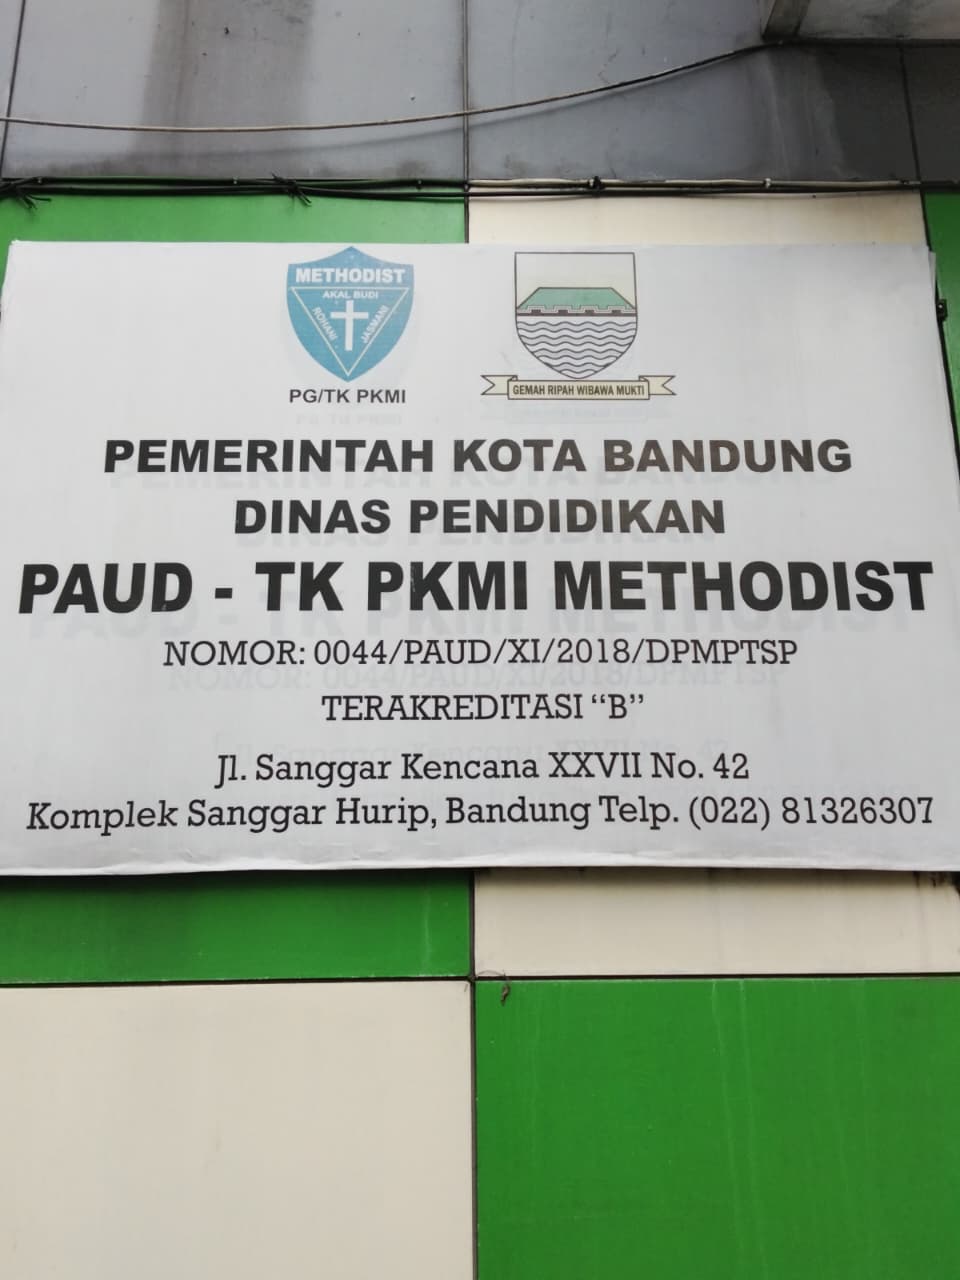 METHODIST
AKAL BUDI
ROHANI
JASMANI
PG/TK PKMI
GEMAH RIPAH WIBAWA MUKTI
PEMERINTAH KOTA BANDUNG
DINAS PENDIDIKAN
PAUD - TK PKMI METHODIST
NOMOR: 0044/PAUD/XI/2018/DPMPTSP
TERAKREDITASI “B”
Jl. Sanggar Kencana XXVII No. 42
Komplek Sanggar Hurip, Bandung Telp. (022) 81326307